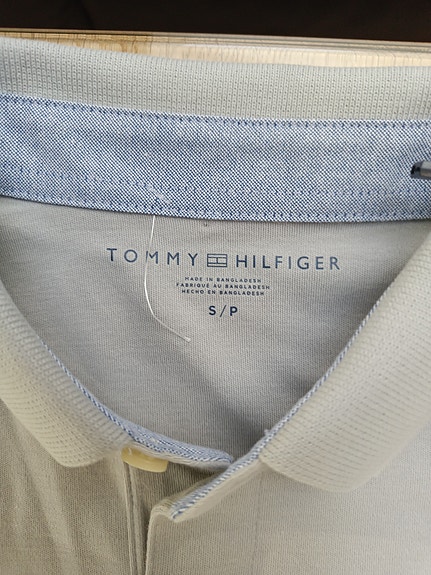 TOMMY HILFIGER
MADE IN BANGLADESH
FABRIQUÉ AU BANGLADESH
HECHO EN BANGLADESH
S/P